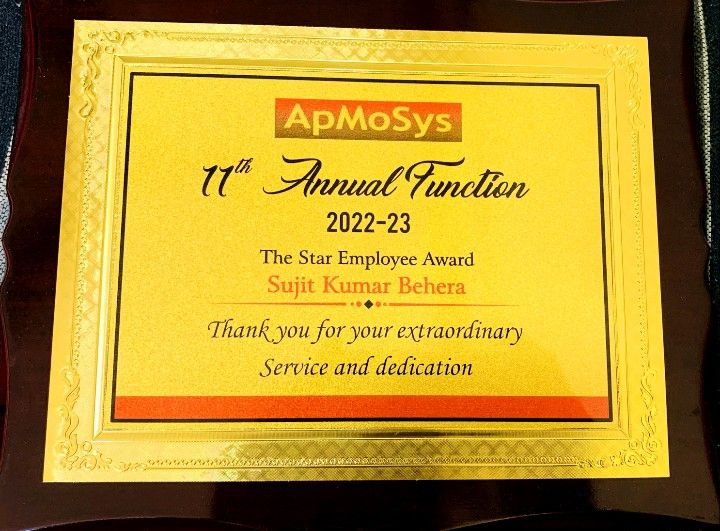 ApMoSys
11th Annual Function
2022-23
The Star Employee Award
Sujit Kumar Behera
Thank you for your extraordinary
Service and dedication